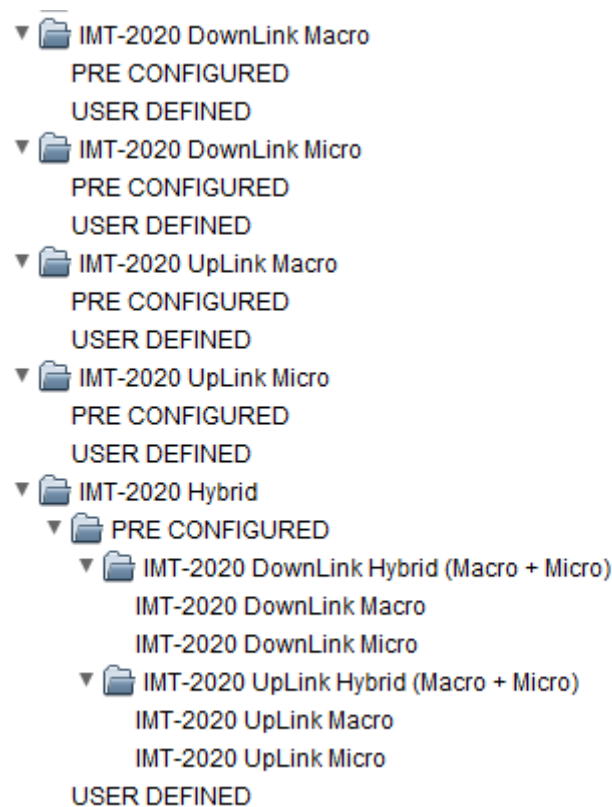 IMT-2020 DownLink Macro
PRE CONFIGURED
USER DEFINED
IMT-2020 DownLink Micro
PRE CONFIGURED
USER DEFINED
IMT-2020 UpLink Macro
PRE CONFIGURED
USER DEFINED
IMT-2020 UpLink Micro
PRE CONFIGURED
USER DEFINED
IMT-2020 Hybrid
PRE CONFIGURED
IMT-2020 DownLink Hybrid (Macro + Micro)
IMT-2020 DownLink Macro
IMT-2020 DownLink Micro
IMT-2020 UpLink Hybrid (Macro + Micro)
IMT-2020 UpLink Macro
IMT-2020 UpLink Micro
USER DEFINED